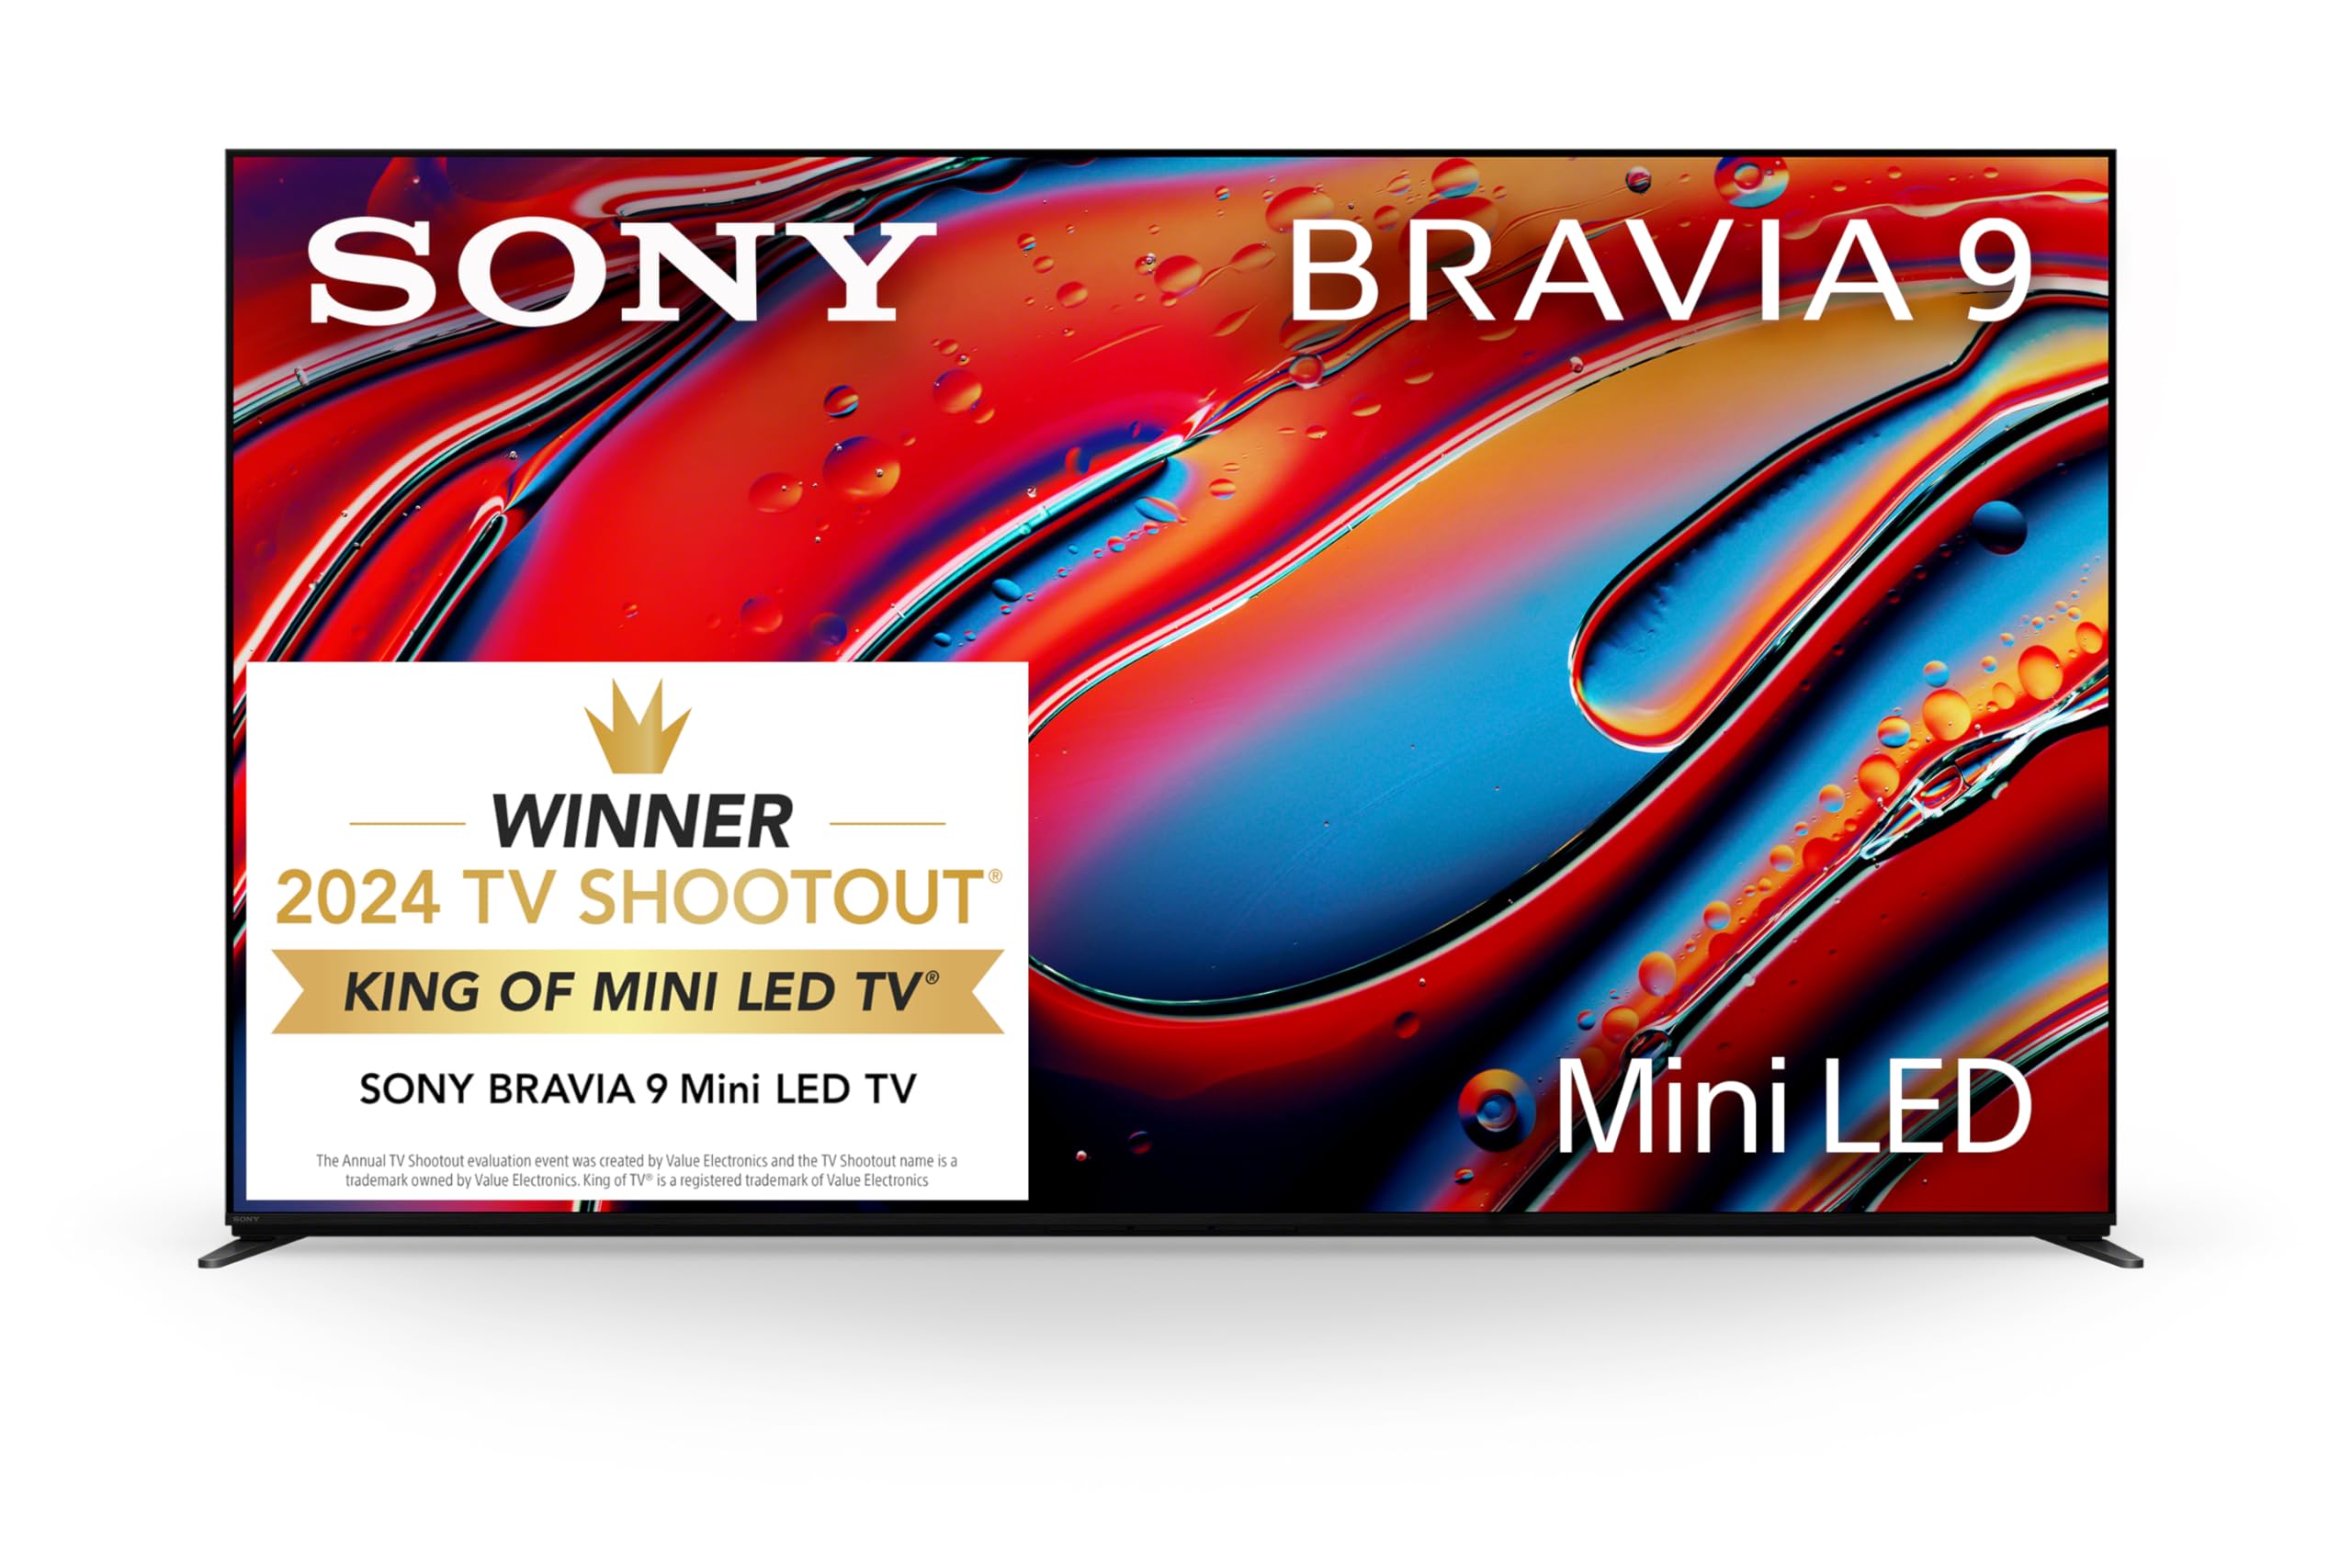 SONY
BRAVIA 9
WINNER
2024 TV SHOOTOUT®
KING OF MINI LED TV®
SONY BRAVIA 9 Mini LED TV
The Annual TV Shootout evaluation event was created by Value Electronics and the TV Shootout name is a
trademark owned by Value Electronics. King of TV® is a registered trademark of Value Electronics
Mini LED
SONY